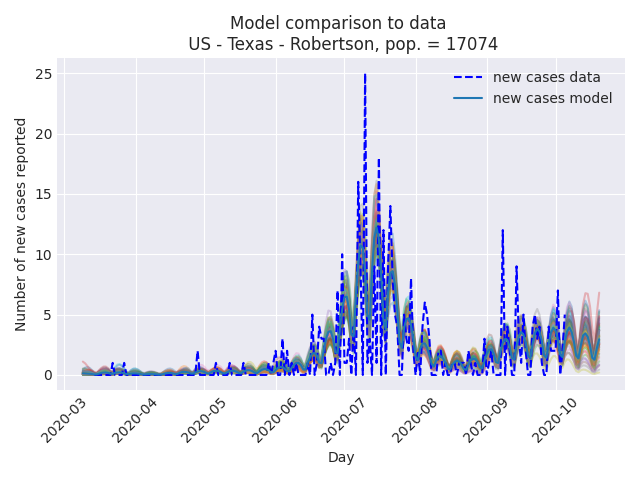 Model comparison to data
US - Texas - Robertson, pop. = 17074
new cases data
new cases model
Number of new cases reported
25
20
15
10
5
0
2020-03
2020-04
2020-05
2020-06
2020-07
2020-08
2020-09
2020-10
Day